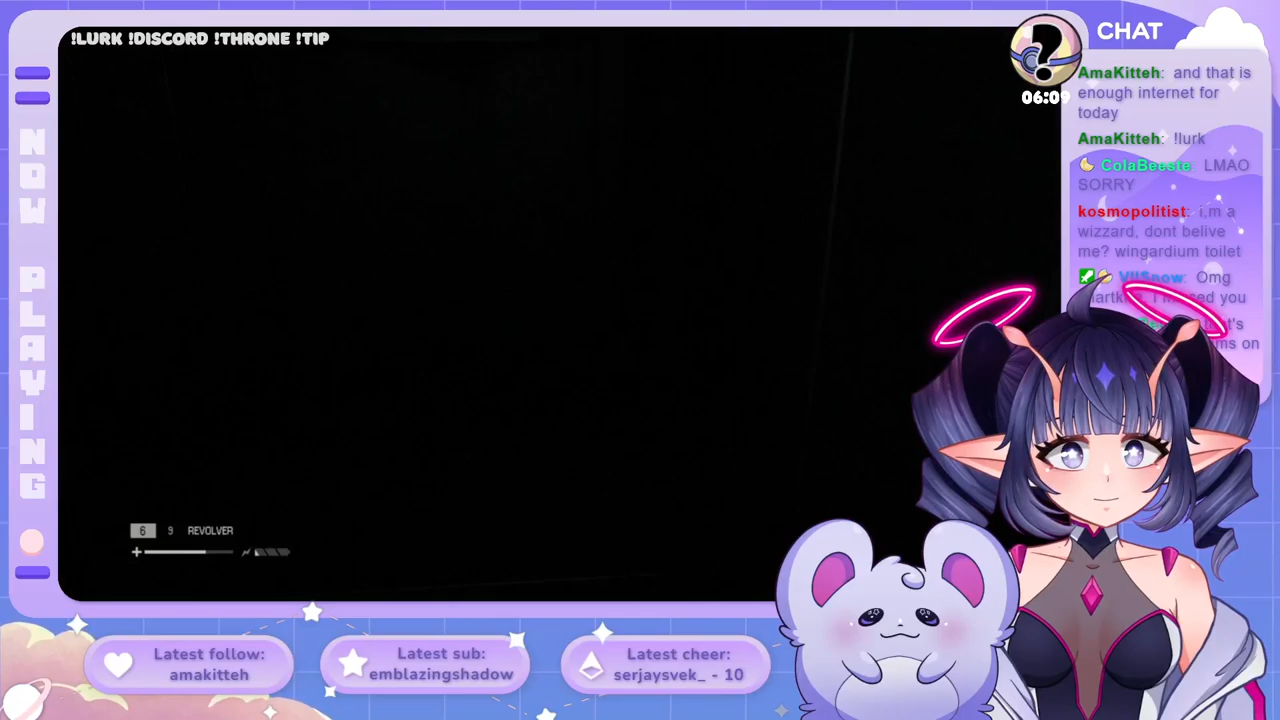 !LURK !DISCORD !THRONE !TIP
NOW PLAYING
6 9 REVOLVER
06:09
CHAT
AmaKitteh: and that is
enough internet for
today
AmaKitteh: !lurk
ColaBeeste: LMAO
SORRY
kosmopolitist: i,m a
wizzard, dont belive
me? wingardium toilet
VIISnow: Omg
I missed you
ms on
Latest follow:
amakitteh
Latest sub:
emblazingshadow
Latest cheer:
serjaysvek_ - 10